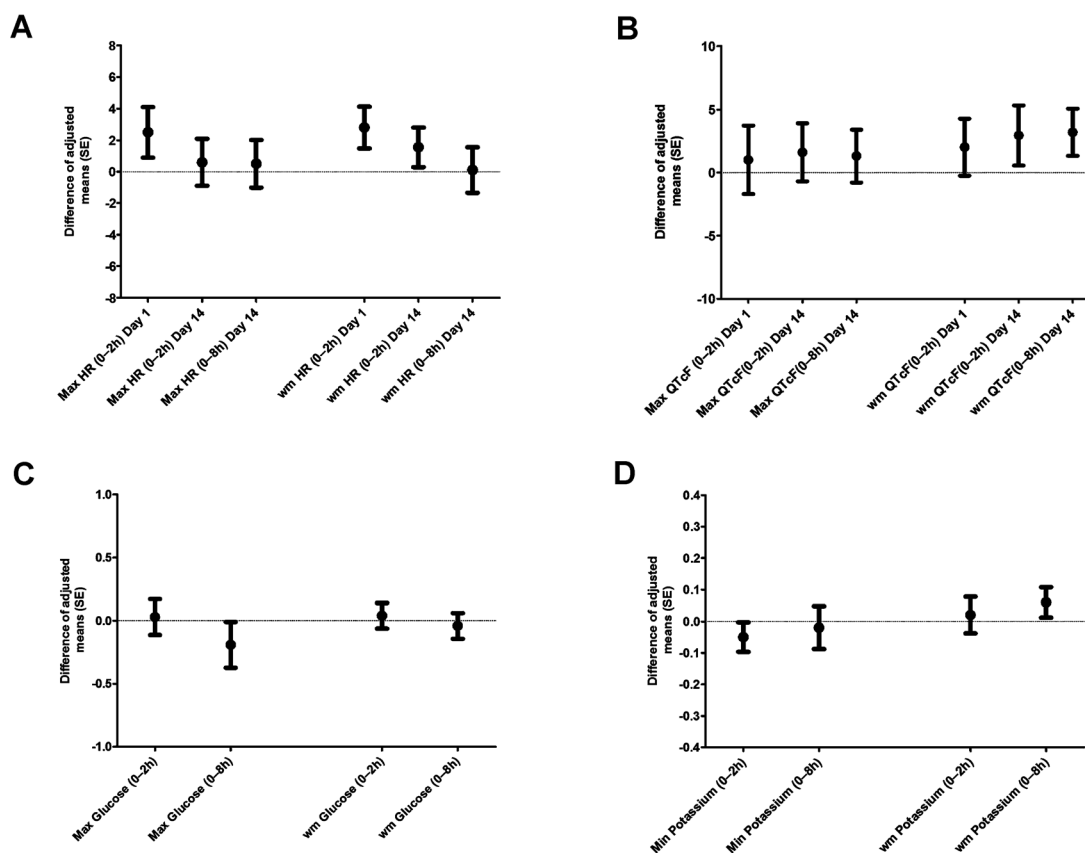 A
Difference of adjusted
means (SE)
8
6
4
2
0
-2
-4
-6
-8
Max HR (0–2h) Day 1
Max HR (0–2h) Day 14
Max HR (0–8h) Day 14
wm HR (0–2h) Day 1
wm HR (0–2h) Day 14
wm HR (0–8h) Day 14
B
Difference of adjusted
means (SE)
10
5
0
-5
-10
Max QTcF(0–2h) Day 1
Max QTcF(0–2h) Day 14
Max QTcF(0–8h) Day 14
wm QTcF(0–2h) Day 1
wm QTcF(0–2h) Day 14
wm QTcF(0–8h) Day 14
C
Difference of adjusted
means (SE)
1.0
0.5
0.0
-0.5
-1.0
Max Glucose (0–2h)
Max Glucose (0–8h)
wm Glucose (0–2h)
wm Glucose (0–8h)
D
Difference of adjusted
means (SE)
0.4
0.3
0.2
0.1
0.0
-0.1
-0.2
-0.3
-0.4
Min Potassium (0–2h)
Min Potassium (0–8h)
wm Potassium (0–2h)
wm Potassium (0–8h)